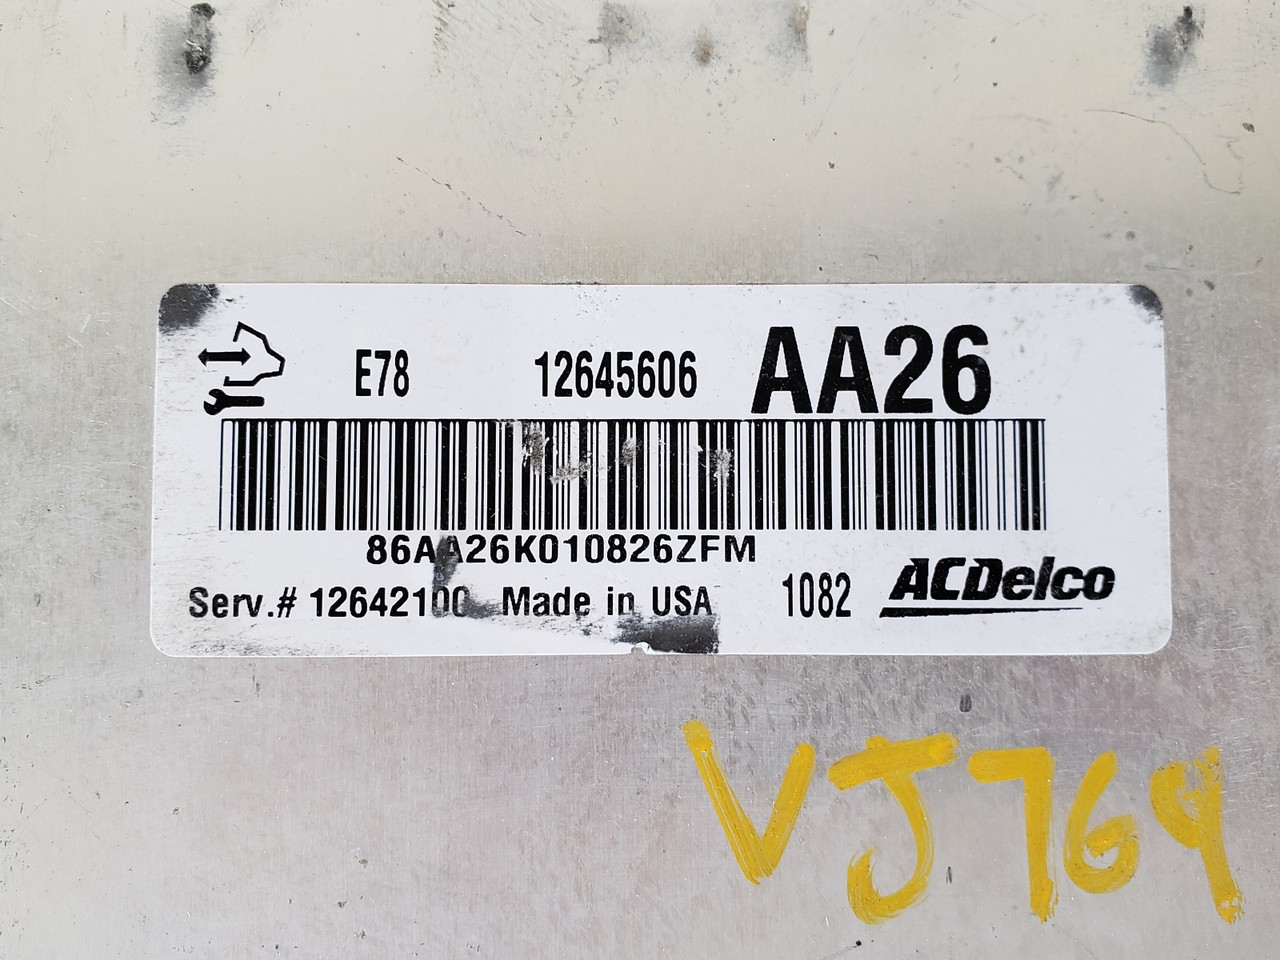 E78 12645606 AA26
86AA26K010826ZFM
Serv.# 12642100 Made in USA 1082 ACDelco
VJ769